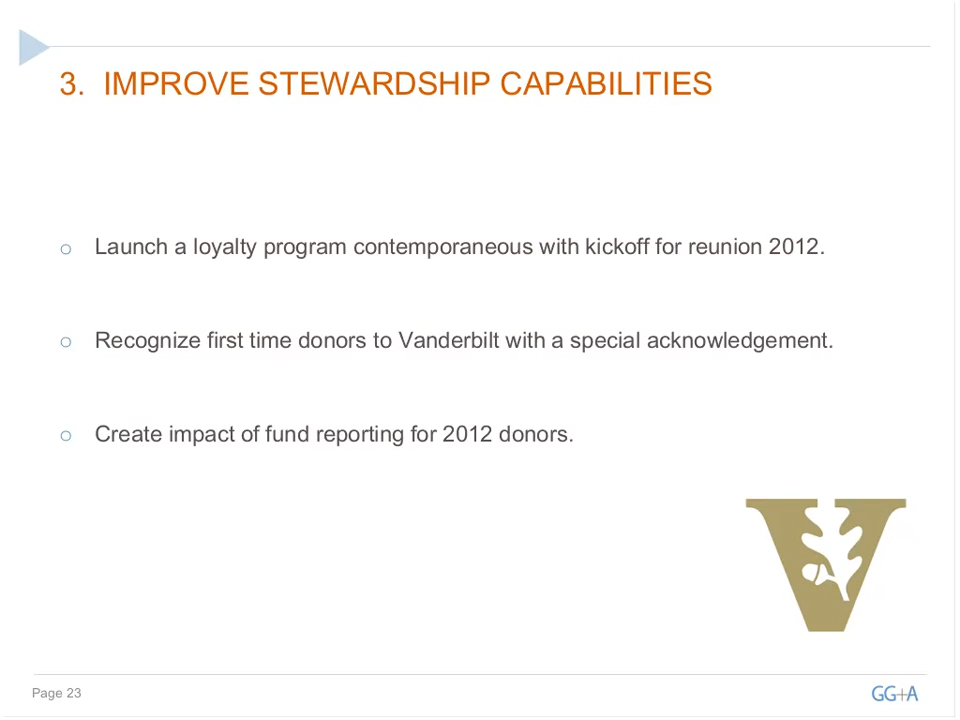 3. IMPROVE STEWARDSHIP CAPABILITIES
o Launch a loyalty program contemporaneous with kickoff for reunion 2012.
o Recognize first time donors to Vanderbilt with a special acknowledgement.
o Create impact of fund reporting for 2012 donors.
V
Page 23
GG+A